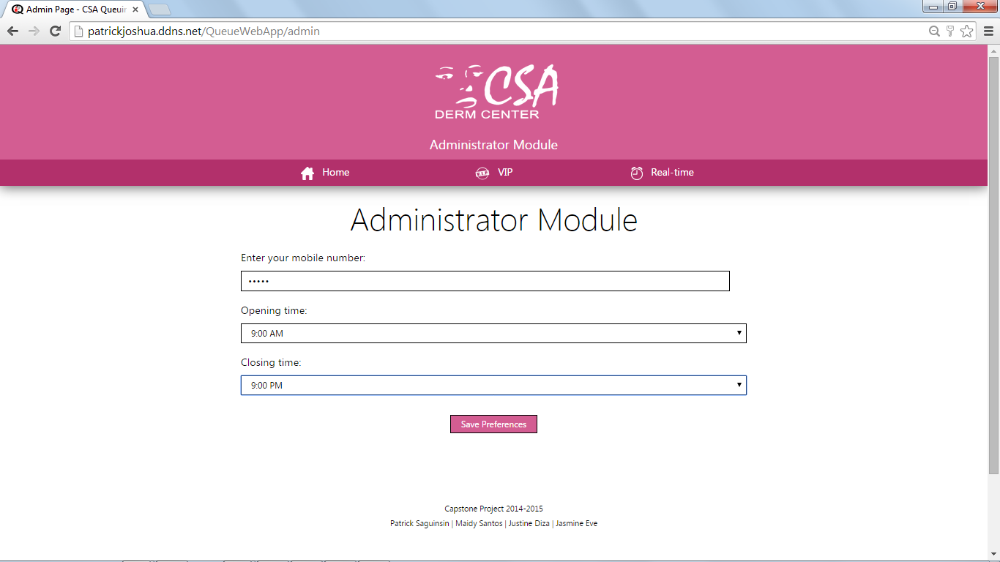 Admin Page - CSA Queuin
patrickjoshua.ddns.net/QueueWebApp/admin
CSA
DERM CENTER
Administrator Module
Home VIP Real-time
Administrator Module
Enter your mobile number:
•••••
Opening time:
9:00 AM
Closing time:
9:00 PM
Save Preferences
Capstone Project 2014-2015
Patrick Saguinsin | Maidy Santos | Justine Diza | Jasmine Eve